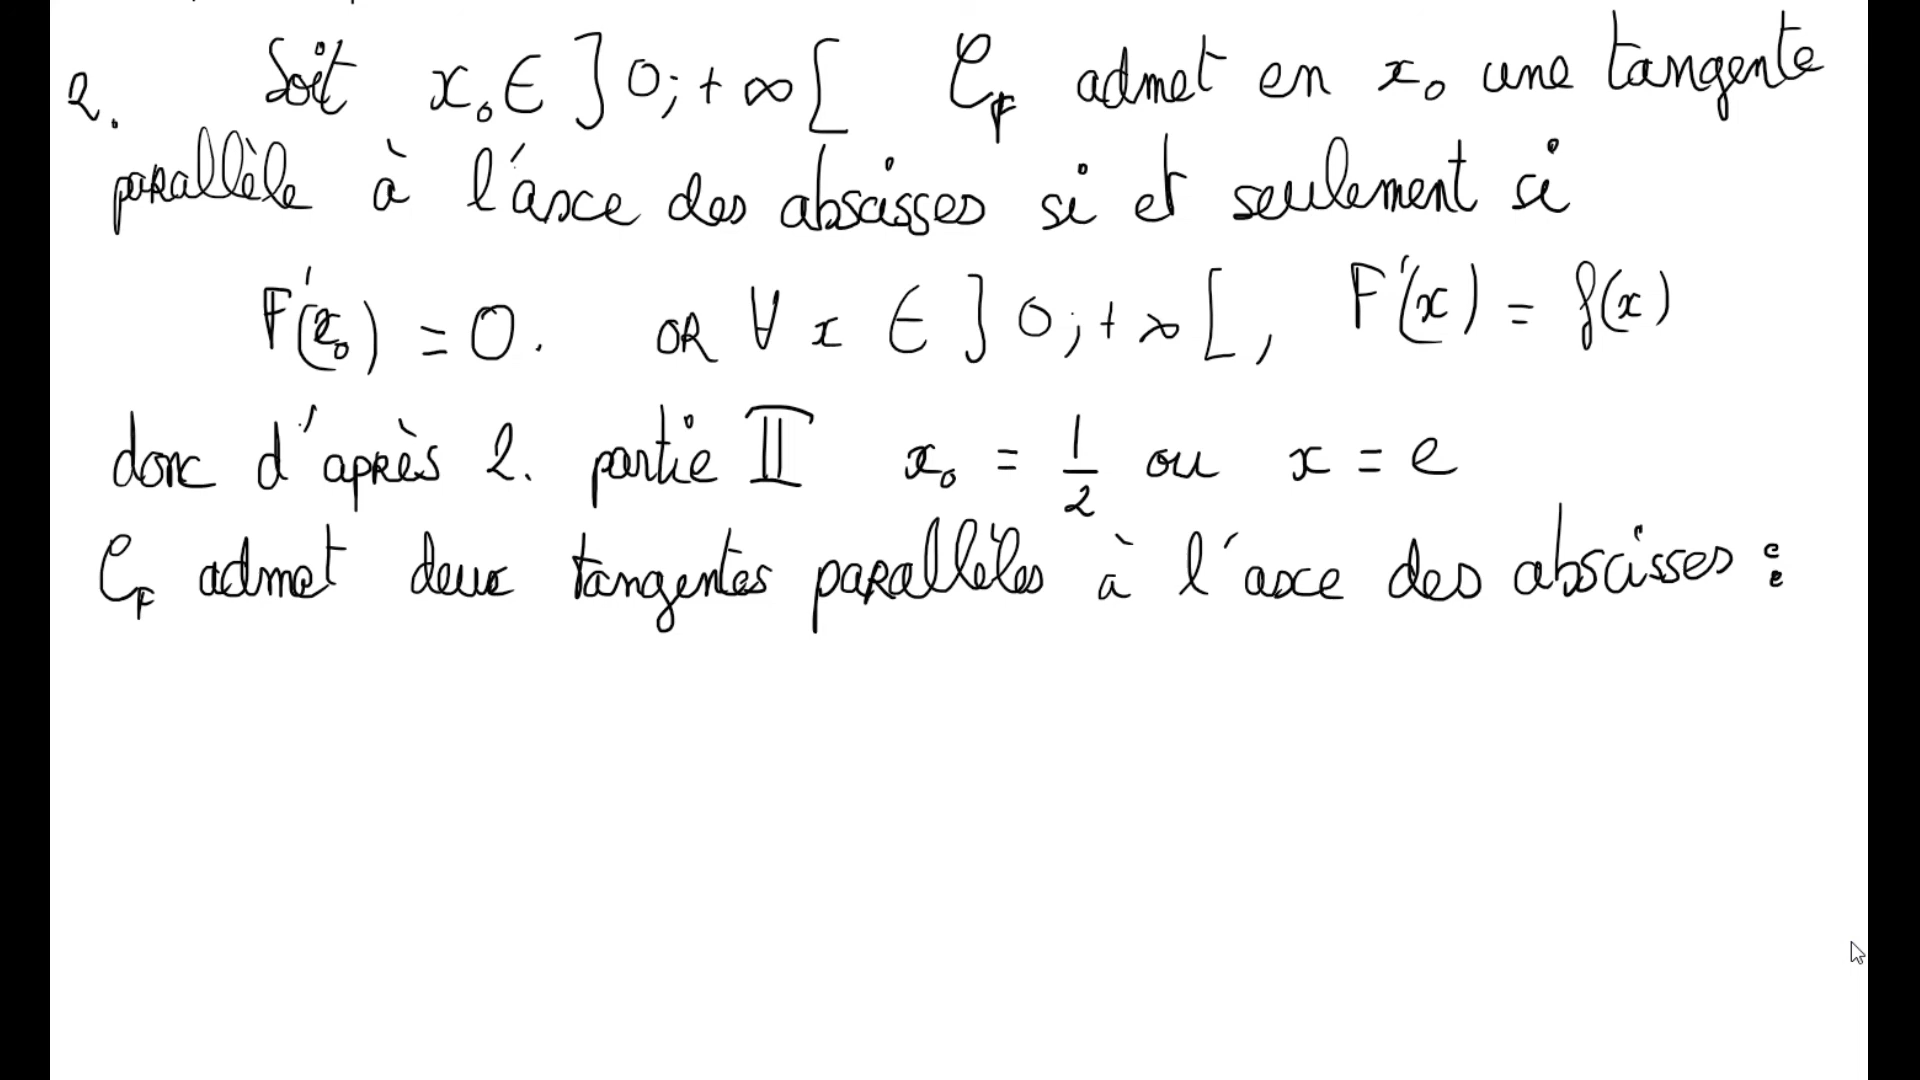 2. Soit x₀ ∈ ]0;+∞[ C_F admet en x₀ une tangente
parallèle à l'axe des abscisses si et seulement si
F'(x₀) = 0. OR ∀ x ∈ ]0;+∞[, F'(x) = f(x)
donc d'après 2. partie II x₀ = 1/2 ou x = e
C_F admet deux tangentes parallèles à l'axe des abscisses :